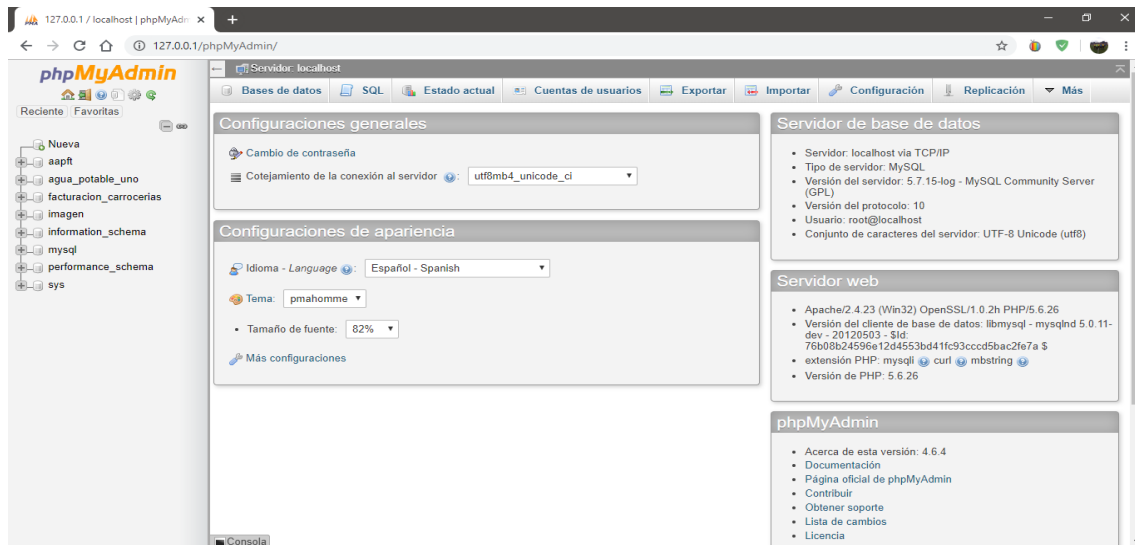 127.0.0.1 / localhost | phpMyAdm
127.0.0.1/phpMyAdmin/
phpMyAdmin
Reciente Favoritas
Nueva
aapft
agua_potable_uno
facturacion_carrocerias
imagen
information_schema
mysql
performance_schema
sys
Servidor: localhost
Bases de datos SQL Estado actual Cuentas de usuarios Exportar Importar Configuración Replicación Más
Configuraciones generales
Cambio de contraseña
Cotejamiento de la conexión al servidor : utf8mb4_unicode_ci
Configuraciones de apariencia
Idioma - Language : Español - Spanish
Tema: pmahomme
Tamaño de fuente: 82%
Más configuraciones
Servidor de base de datos
Servidor: localhost via TCP/IP
Tipo de servidor: MySQL
Versión del servidor: 5.7.15-log - MySQL Community Server
(GPL)
Versión del protocolo: 10
Usuario: root@localhost
Conjunto de caracteres del servidor: UTF-8 Unicode (utf8)
Servidor web
Apache/2.4.23 (Win32) OpenSSL/1.0.2h PHP/5.6.26
Versión del cliente de base de datos: libmysql - mysqlnd 5.0.11-
dev - 20120503 - $Id:
76b08b24596e12d4553bd41fc93cccd5bac2fe7a $
extensión PHP: mysqli curl mbstring
Versión de PHP: 5.6.26
phpMyAdmin
Acerca de esta versión: 4.6.4
Documentación
Página oficial de phpMyAdmin
Contribuir
Obtener soporte
Lista de cambios
Licencia
Consola